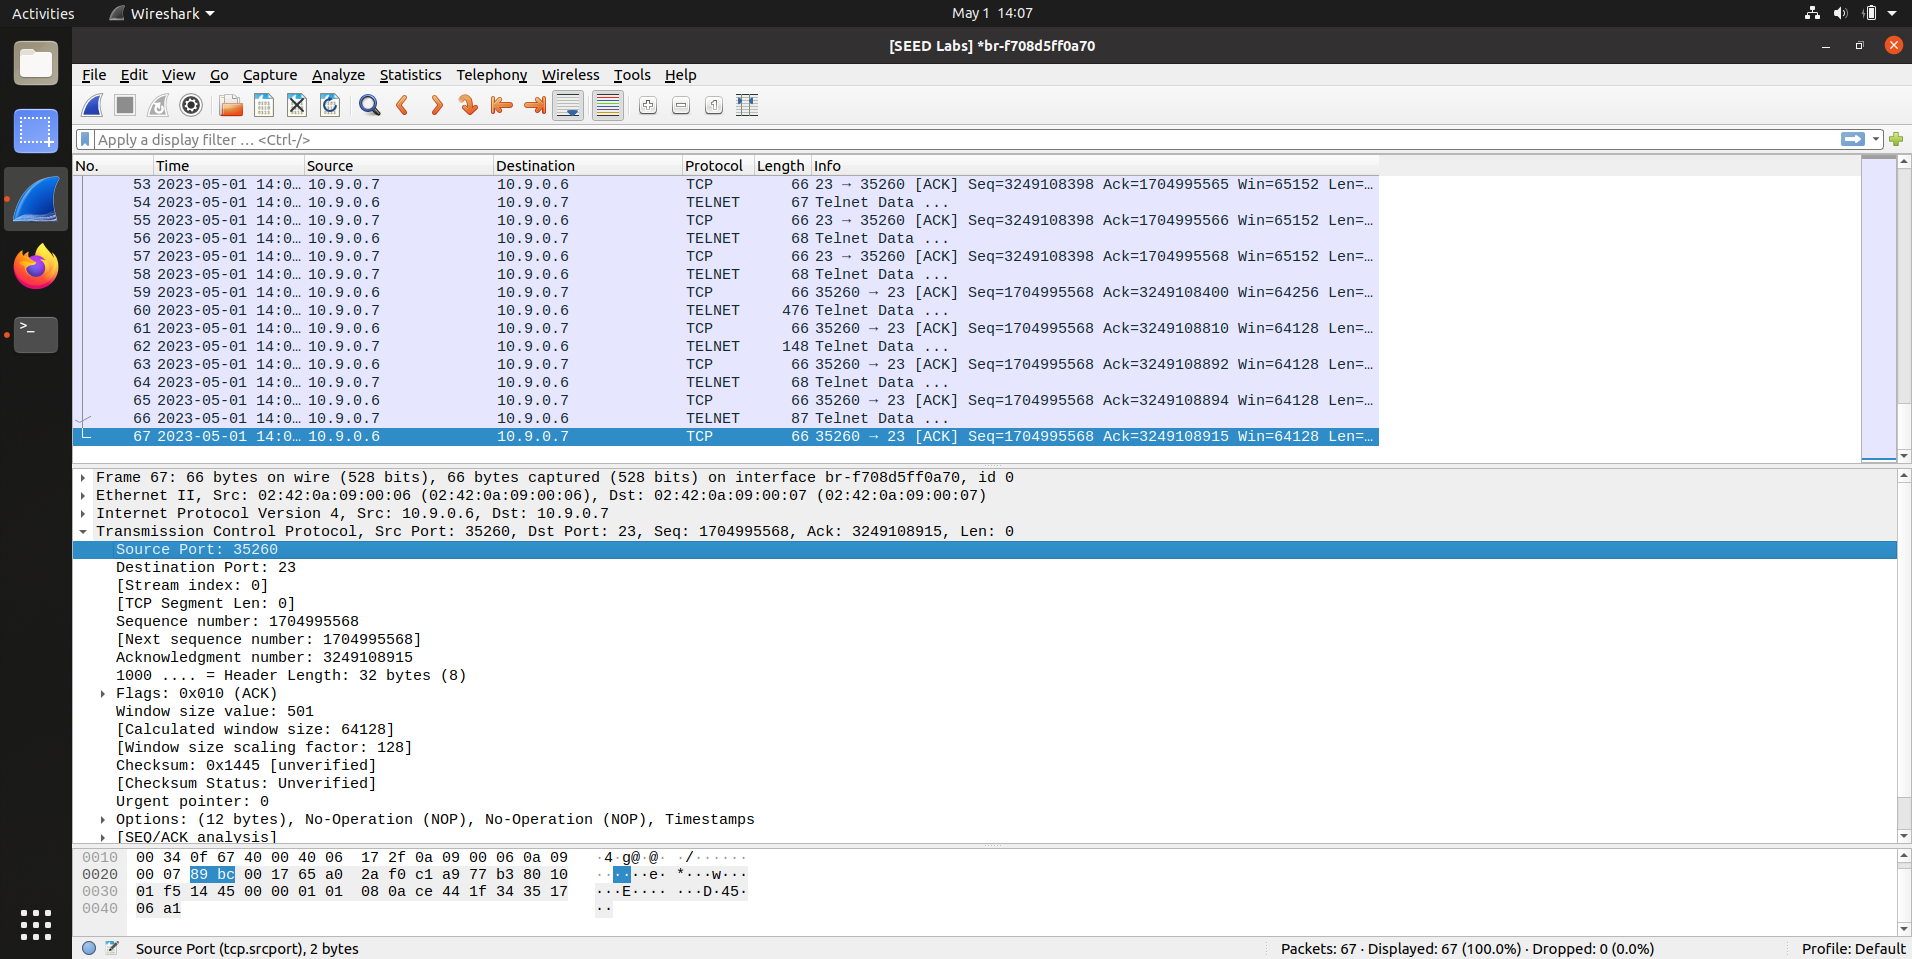 Activities Wireshark May 1 14:07
[SEED Labs] *br-f708d5ff0a70
File Edit View Go Capture Analyze Statistics Telephony Wireless Tools Help
Apply a display filter … <Ctrl-/>
No. Time Source Destination Protocol Length Info
53 2023-05-01 14:0… 10.9.0.7 10.9.0.6 TCP 66 23 → 35260 [ACK] Seq=3249108398 Ack=1704995565 Win=65152 Len=…
54 2023-05-01 14:0… 10.9.0.6 10.9.0.7 TELNET 67 Telnet Data ...
55 2023-05-01 14:0… 10.9.0.7 10.9.0.6 TCP 66 23 → 35260 [ACK] Seq=3249108398 Ack=1704995566 Win=65152 Len=…
56 2023-05-01 14:0… 10.9.0.6 10.9.0.7 TELNET 68 Telnet Data ...
57 2023-05-01 14:0… 10.9.0.7 10.9.0.6 TCP 66 23 → 35260 [ACK] Seq=3249108398 Ack=1704995568 Win=65152 Len=…
58 2023-05-01 14:0… 10.9.0.7 10.9.0.6 TELNET 68 Telnet Data ...
59 2023-05-01 14:0… 10.9.0.6 10.9.0.7 TCP 66 35260 → 23 [ACK] Seq=1704995568 Ack=3249108400 Win=64256 Len=…
60 2023-05-01 14:0… 10.9.0.7 10.9.0.6 TELNET 476 Telnet Data ...
61 2023-05-01 14:0… 10.9.0.6 10.9.0.7 TCP 66 35260 → 23 [ACK] Seq=1704995568 Ack=3249108810 Win=64128 Len=…
62 2023-05-01 14:0… 10.9.0.7 10.9.0.6 TELNET 148 Telnet Data ...
63 2023-05-01 14:0… 10.9.0.6 10.9.0.7 TCP 66 35260 → 23 [ACK] Seq=1704995568 Ack=3249108892 Win=64128 Len=…
64 2023-05-01 14:0… 10.9.0.7 10.9.0.6 TELNET 68 Telnet Data ...
65 2023-05-01 14:0… 10.9.0.6 10.9.0.7 TCP 66 35260 → 23 [ACK] Seq=1704995568 Ack=3249108894 Win=64128 Len=…
66 2023-05-01 14:0… 10.9.0.7 10.9.0.6 TELNET 87 Telnet Data ...
67 2023-05-01 14:0… 10.9.0.6 10.9.0.7 TCP 66 35260 → 23 [ACK] Seq=1704995568 Ack=3249108915 Win=64128 Len=…
Frame 67: 66 bytes on wire (528 bits), 66 bytes captured (528 bits) on interface br-f708d5ff0a70, id 0
Ethernet II, Src: 02:42:0a:09:00:06 (02:42:0a:09:00:06), Dst: 02:42:0a:09:00:07 (02:42:0a:09:00:07)
Internet Protocol Version 4, Src: 10.9.0.6, Dst: 10.9.0.7
Transmission Control Protocol, Src Port: 35260, Dst Port: 23, Seq: 1704995568, Ack: 3249108915, Len: 0
Source Port: 35260
Destination Port: 23
[Stream index: 0]
[TCP Segment Len: 0]
Sequence number: 1704995568
[Next sequence number: 1704995568]
Acknowledgment number: 3249108915
1000 .... = Header Length: 32 bytes (8)
Flags: 0x010 (ACK)
Window size value: 501
[Calculated window size: 64128]
[Window size scaling factor: 128]
Checksum: 0x1445 [unverified]
[Checksum Status: Unverified]
Urgent pointer: 0
Options: (12 bytes), No-Operation (NOP), No-Operation (NOP), Timestamps
[SEQ/ACK analysis]
0010 00 34 0f 67 40 00 40 06 17 2f 0a 09 00 06 0a 09 ·4·g@·@· ·/······
0020 00 07 89 bc 00 17 65 a0 2a f0 c1 a9 77 b3 80 10 ······e· *···w···
0030 01 f5 14 45 00 00 01 01 08 0a ce 44 1f 34 35 17 ···E···· ···D·45·
0040 06 a1 ··
Source Port (tcp.srcport), 2 bytes Packets: 67 · Displayed: 67 (100.0%) · Dropped: 0 (0.0%) Profile: Default